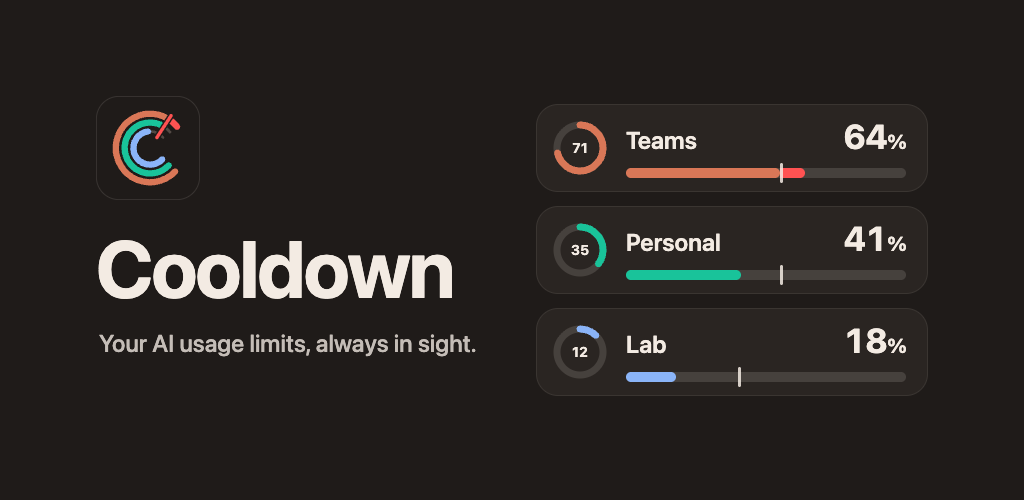 Cooldown
Your AI usage limits, always in sight.
71
Teams
64%
35
Personal
41%
12
Lab
18%